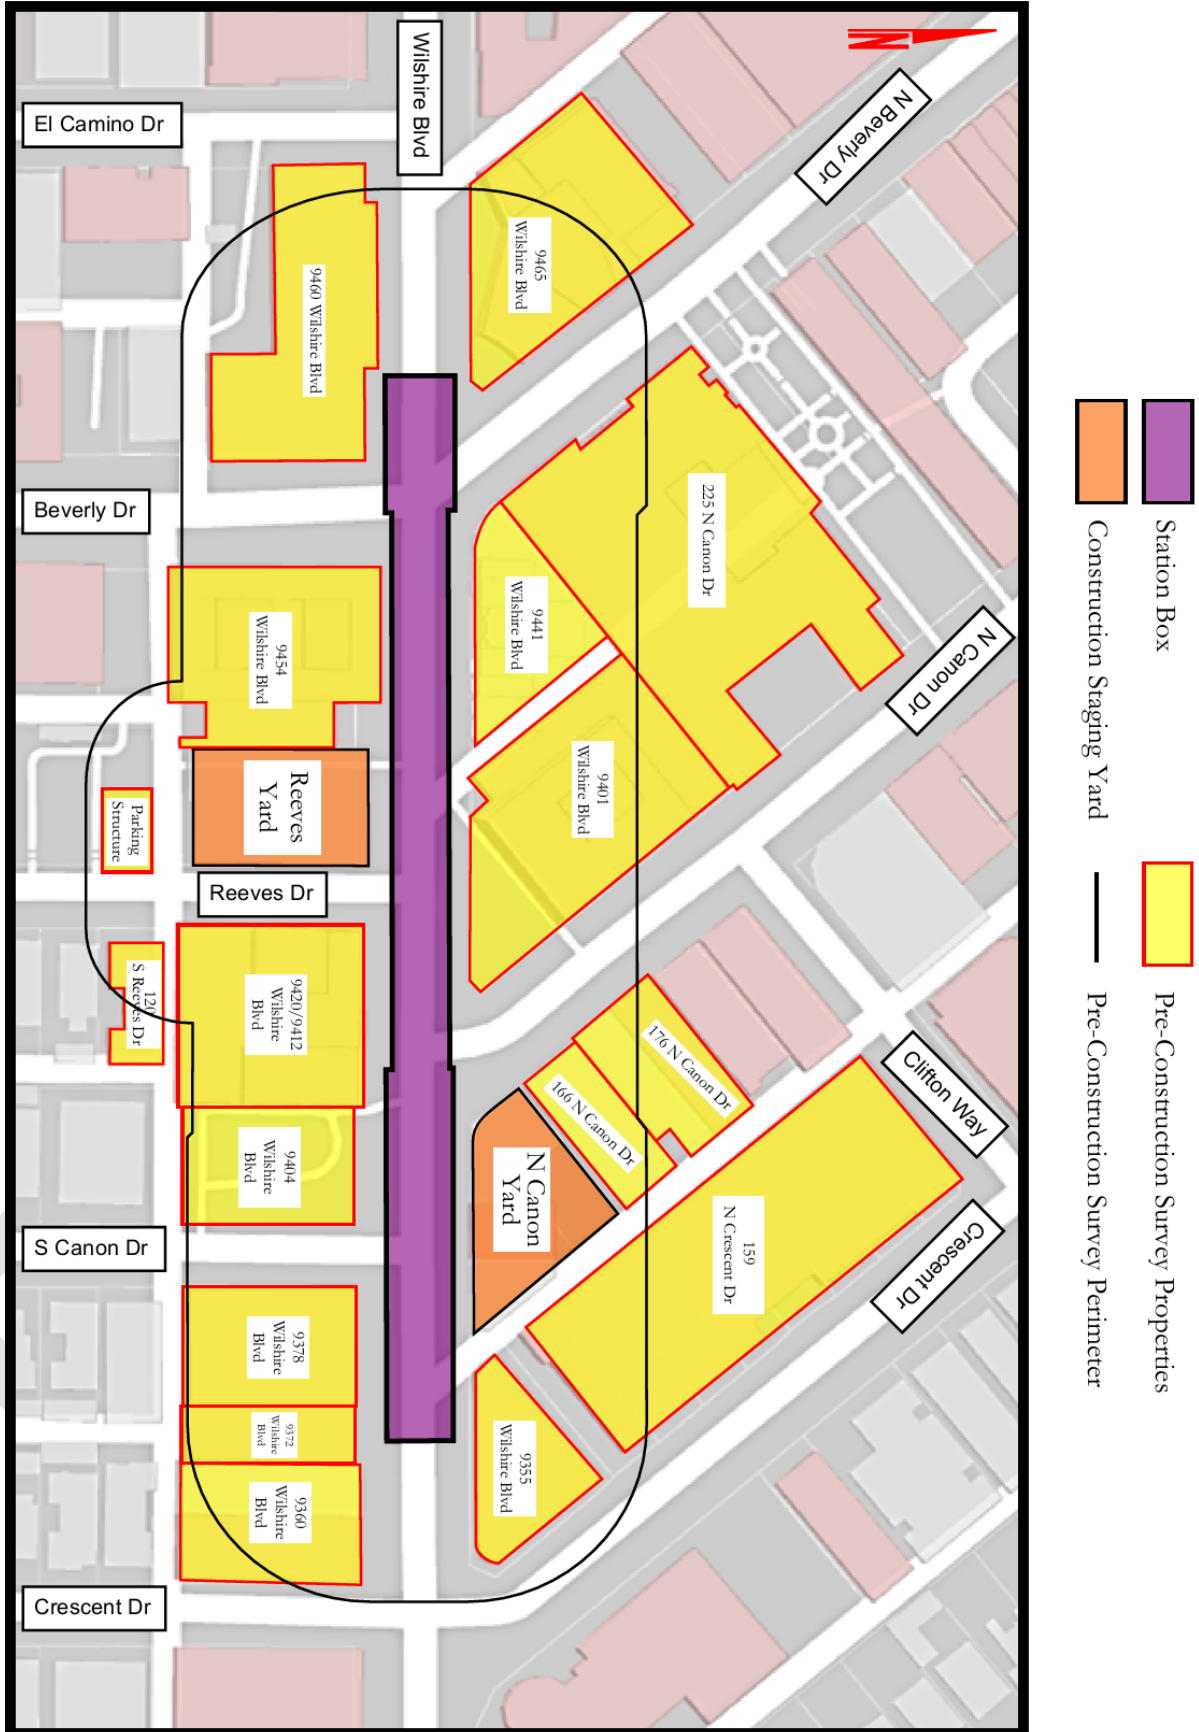 Wilshire Blvd
El Camino Dr
N Beverly Dr
N
9465
Wilshire Blvd
9460 Wilshire Blvd
Beverly Dr
225 N Canon Dr
9441
Wilshire Blvd
9454
Wilshire Blvd
N Canon Dr
9401
Wilshire Blvd
Reeves
Yard
Parking
Structure
Reeves Dr
120
S Reeves Dr
9420/9412
Wilshire
Blvd
176 N Canon Dr
166 N Canon Dr
Clifton Way
N Canon
Yard
9404
Wilshire
Blvd
S Canon Dr
159
N Crescent Dr
Crescent Dr
9378
Wilshire
Blvd
9372
Wilshire
Blvd
9360
Wilshire
Blvd
9355
Wilshire Blvd
Crescent Dr
Station Box
Construction Staging Yard
Pre-Construction Survey Properties
Pre-Construction Survey Perimeter